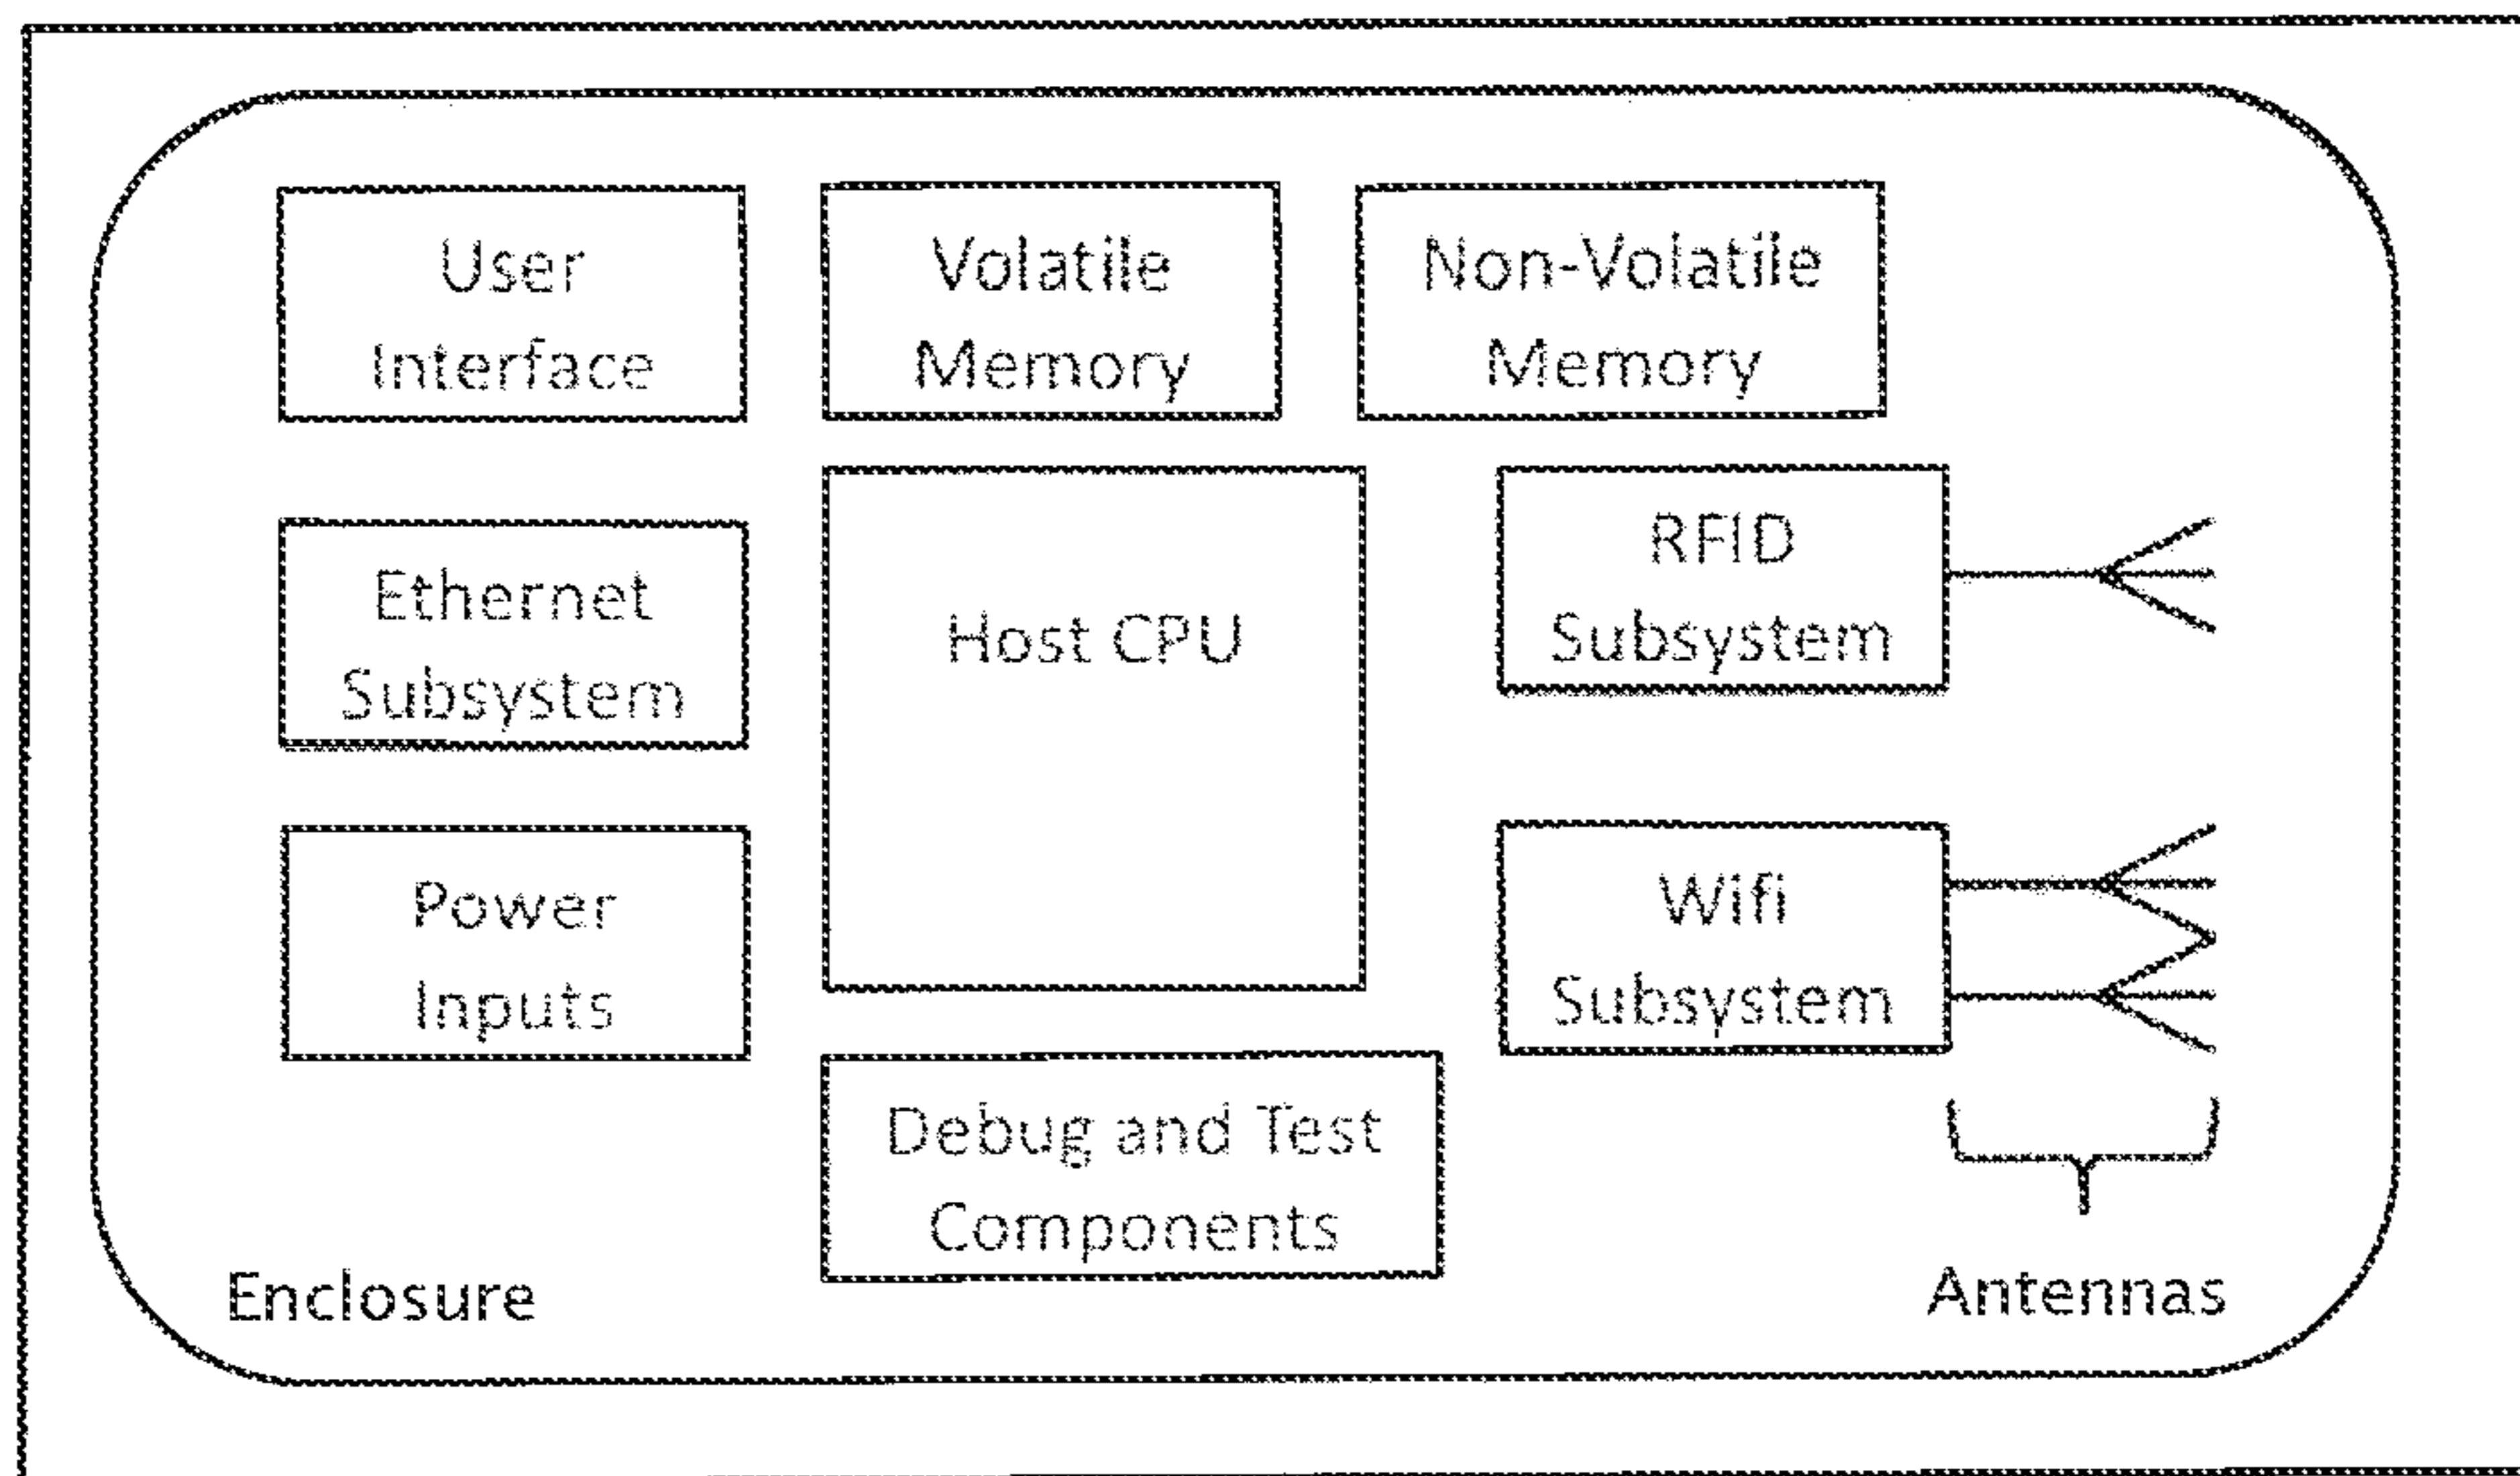 User
Interface
Volatile
Memory
Non-Volatile
Memory
Ethernet
Subsystem
Host CPU
RFID
Subsystem
Power
Inputs
Wifi
Subsystem
Debug and Test
Components
Enclosure
Antennas